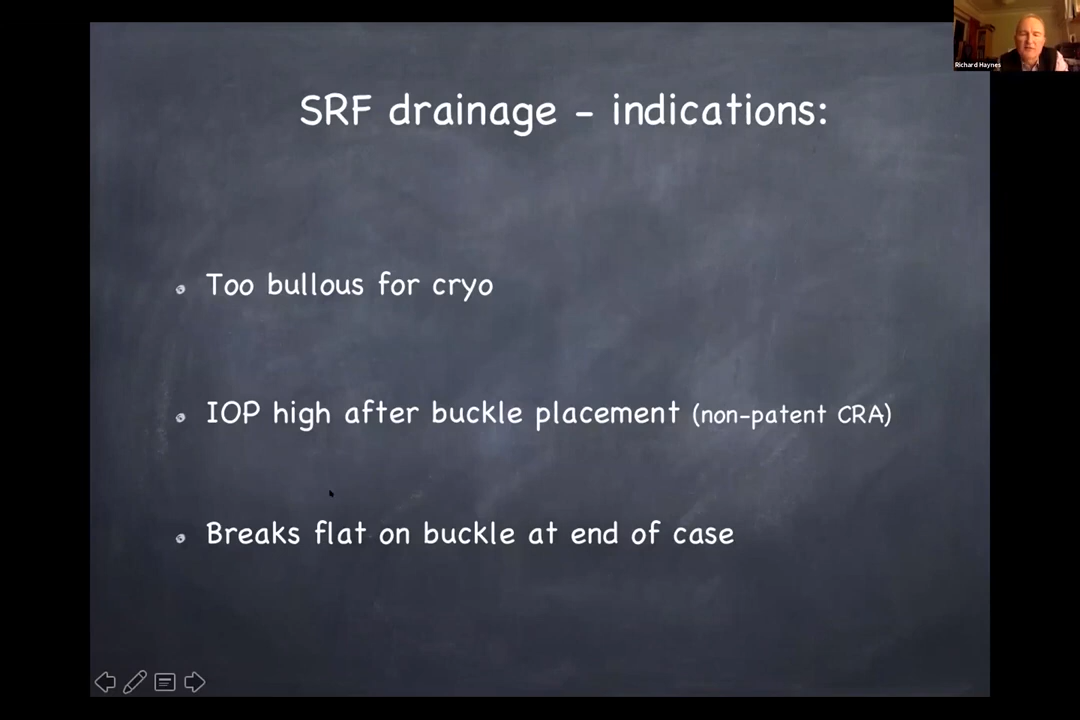 Richard Haynes
SRF drainage - indications:
Too bullous for cryo
IOP high after buckle placement (non-patent CRA)
Breaks flat on buckle at end of case